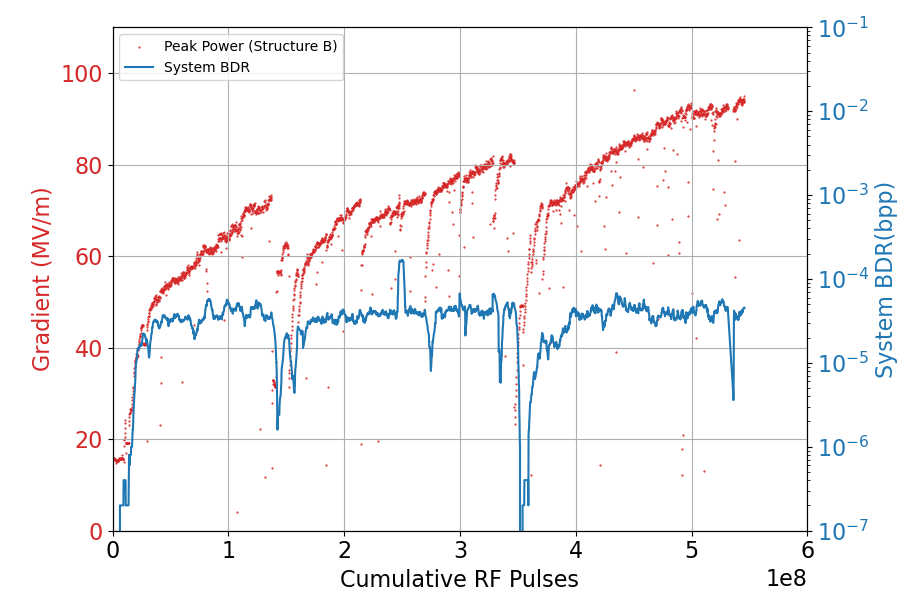 Peak Power (Structure B)
System BDR
Gradient (MV/m)
100
80
60
40
20
0
System BDR(bpp)
10^{-1}
10^{-2}
10^{-3}
10^{-4}
10^{-5}
10^{-6}
10^{-7}
0 1 2 3 4 5 6
Cumulative RF Pulses
1e8